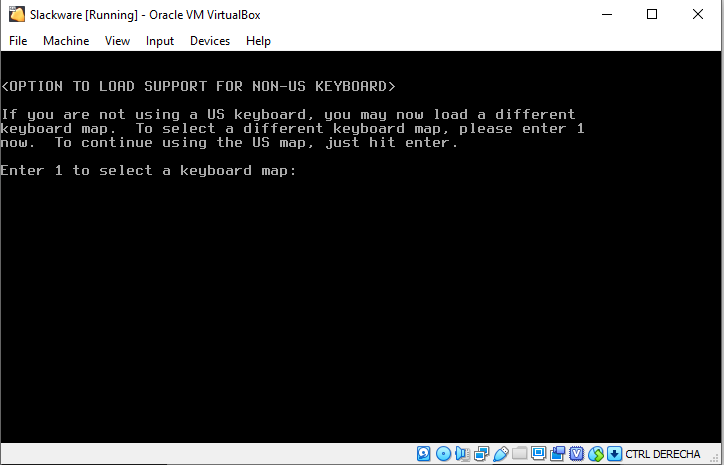 Slackware [Running] - Oracle VM VirtualBox
File Machine View Input Devices Help
<OPTION TO LOAD SUPPORT FOR NON-US KEYBOARD>
If you are not using a US keyboard, you may now load a different
keyboard map.  To select a different keyboard map, please enter 1
now.  To continue using the US map, just hit enter.
Enter 1 to select a keyboard map:
CTRL DERECHA